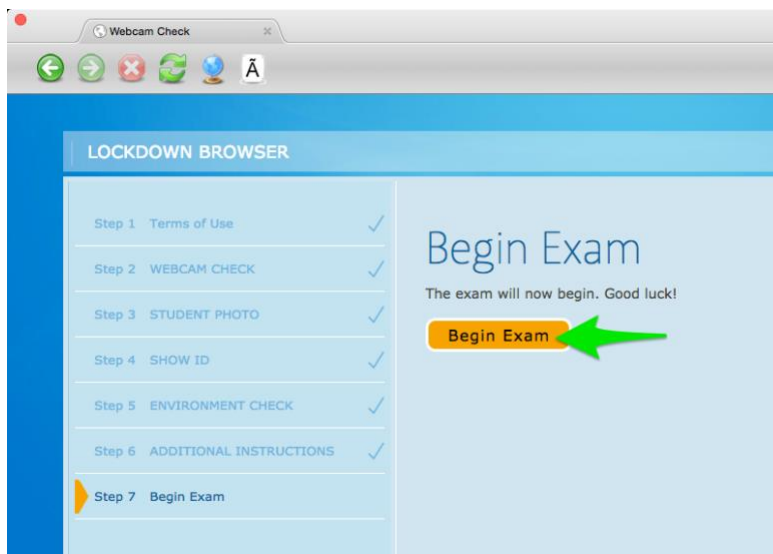 Webcam Check
Ã
LOCKDOWN BROWSER
Step 1 Terms of Use
Step 2 WEBCAM CHECK
Step 3 STUDENT PHOTO
Step 4 SHOW ID
Step 5 ENVIRONMENT CHECK
Step 6 ADDITIONAL INSTRUCTIONS
Step 7 Begin Exam
Begin Exam
The exam will now begin. Good luck!
Begin Exam